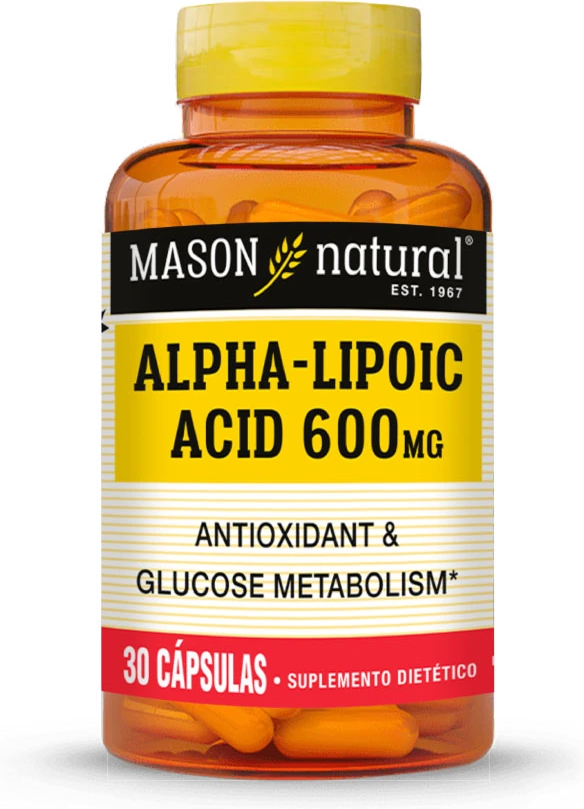 MASON natural®
EST. 1967
ALPHA-LIPOIC
ACID 600MG
ANTIOXIDANT &
GLUCOSE METABOLISM*
30 CÁPSULAS • SUPLEMENTO DIETÉTICO